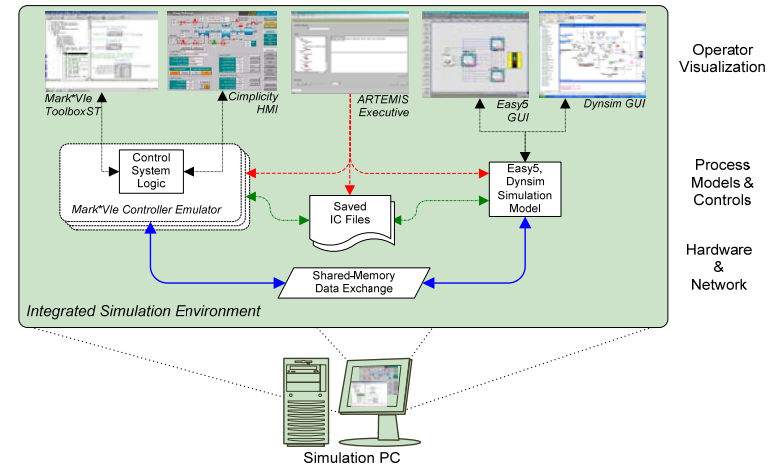 Operator
Visualization
Mark*VIe
ToolboxST
Cimplicity
HMI
ARTEMIS
Executive
Easy5
GUI
Dynsim GUI
Control
System
Logic
Mark*VIe Controller Emulator
Saved
IC Files
Easy5,
Dynsim
Simulation
Model
Process
Models &
Controls
Shared-Memory
Data Exchange
Hardware
&
Network
Integrated Simulation Environment
Simulation PC